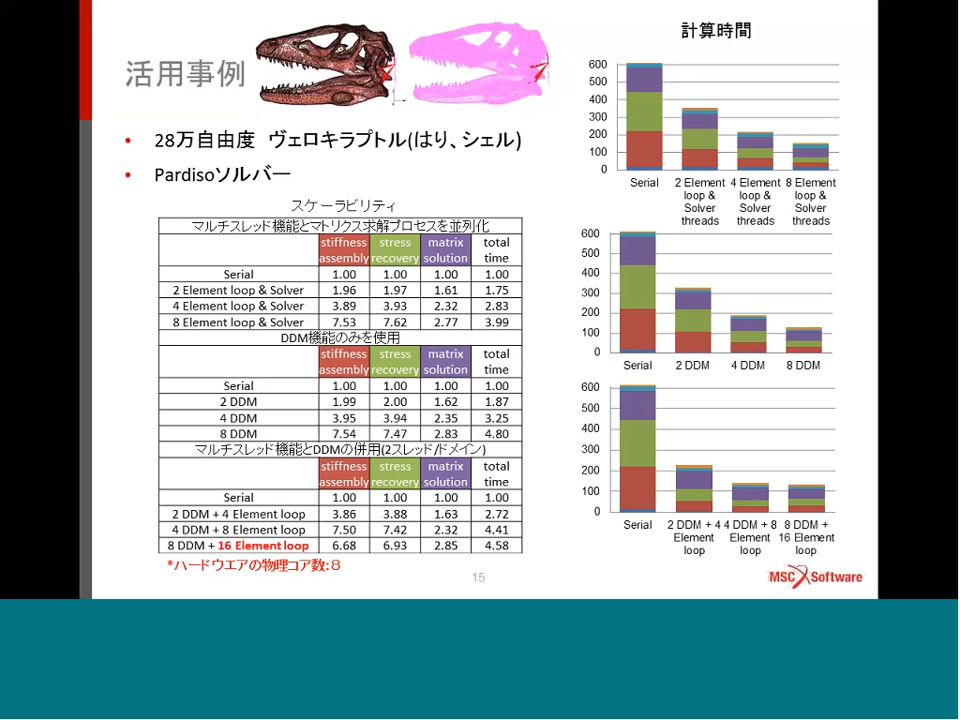 活用事例
• 28万自由度 ヴェロキラプトル(はり、シェル)
• Pardisoソルバー
スケーラビリティ
マルチスレッド機能とマトリクス求解プロセスを並列化
stiffness assembly stress recovery matrix solution total time
Serial 1.00 1.00 1.00 1.00
2 Element loop & Solver 1.96 1.97 1.61 1.75
4 Element loop & Solver 3.89 3.93 2.32 2.83
8 Element loop & Solver 7.53 7.62 2.77 3.99
DDM機能のみを使用
stiffness assembly stress recovery matrix solution total time
Serial 1.00 1.00 1.00 1.00
2 DDM 1.99 2.00 1.62 1.87
4 DDM 3.95 3.94 2.35 3.25
8 DDM 7.54 7.47 2.83 4.80
マルチスレッド機能とDDMの併用(2スレッド/ドメイン)
stiffness assembly stress recovery matrix solution total time
Serial 1.00 1.00 1.00 1.00
2 DDM + 4 Element loop 3.86 3.88 1.63 2.72
4 DDM + 8 Element loop 7.50 7.42 2.32 4.41
8 DDM + 16 Element loop 6.68 6.93 2.85 4.58
*ハードウエアの物理コア数:8
計算時間
600
500
400
300
200
100
0
Serial
2 Element loop & Solver threads
4 Element loop & Solver threads
8 Element loop & Solver threads
600
500
400
300
200
100
0
Serial 2 DDM 4 DDM 8 DDM
600
500
400
300
200
100
0
Serial
2 DDM + 4 Element loop
4 DDM + 8 Element loop
8 DDM + 16 Element loop
15
MSC Software